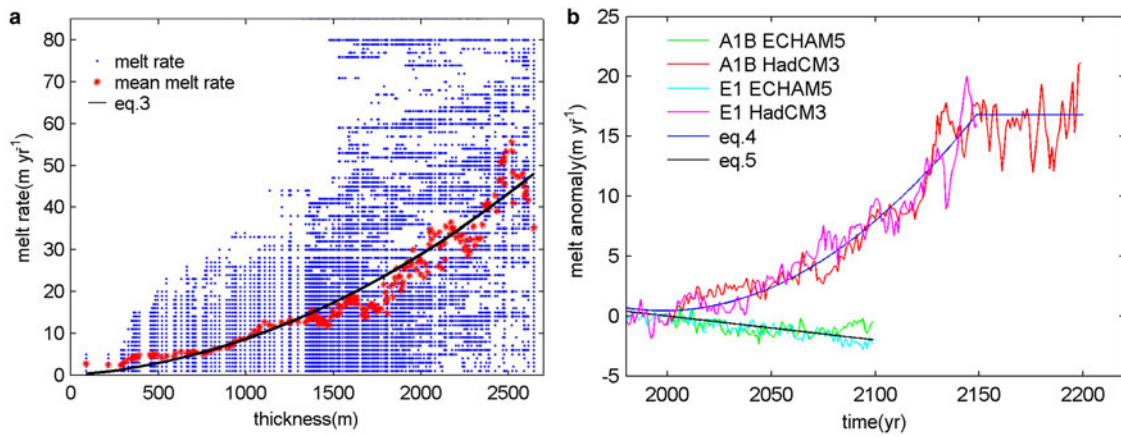 a
80
70
60
50
40
30
20
10
0
melt rate(m yr⁻¹)
melt rate
mean melt rate
eq.3
0 500 1000 1500 2000 2500
thickness(m)
b
25
20
15
10
5
0
-5
melt anomaly(m yr⁻¹)
A1B ECHAM5
A1B HadCM3
E1 ECHAM5
E1 HadCM3
eq.4
eq.5
2000 2050 2100 2150 2200
time(yr)